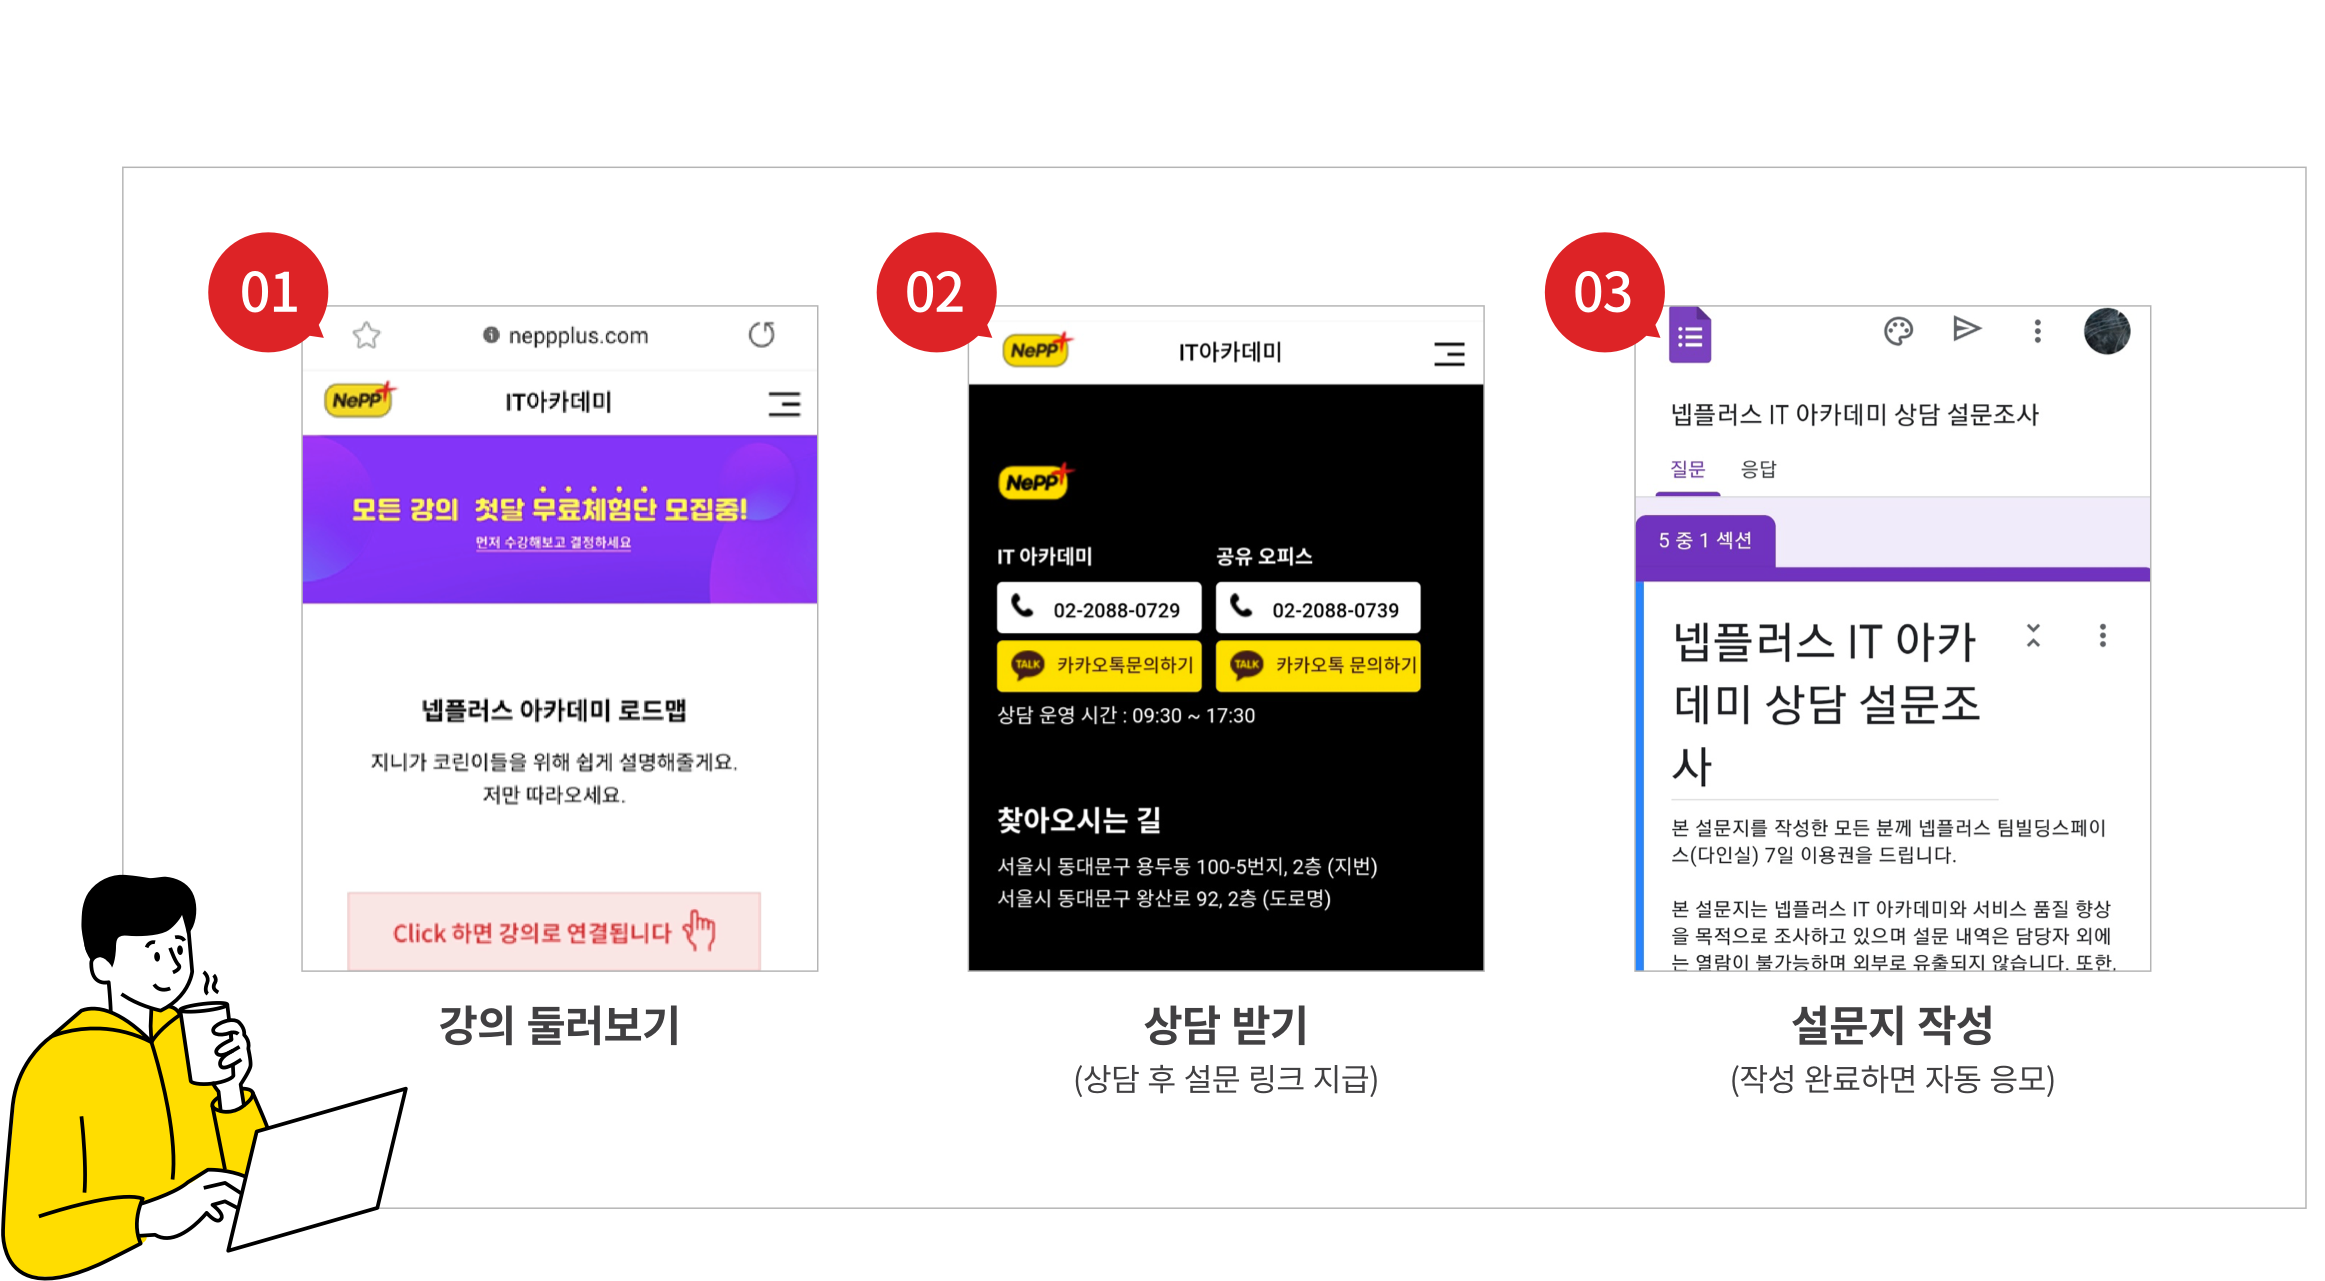 01
neppplus.com
NePP+
IT아카데미
모든 강의 첫달 무료체험단 모집중!
먼저 수강해보고 결정하세요
넵플러스 아카데미 로드맵
지니가 코린이들을 위해 쉽게 설명해줄게요.
저만 따라오세요.
Click 하면 강의로 연결됩니다
강의 둘러보기
02
NePP+
IT아카데미
NePP+
IT 아카데미
02-2088-0729
TALK 카카오톡문의하기
공유 오피스
02-2088-0739
TALK 카카오톡 문의하기
상담 운영 시간 : 09:30 ~ 17:30
찾아오시는 길
서울시 동대문구 용두동 100-5번지, 2층 (지번)
서울시 동대문구 왕산로 92, 2층 (도로명)
상담 받기
(상담 후 설문 링크 지급)
03
넵플러스 IT 아카데미 상담 설문조사
질문 응답
5 중 1 섹션
넵플러스 IT 아카
데미 상담 설문조
사
본 설문지를 작성한 모든 분께 넵플러스 팀빌딩스페이
스(다인실) 7일 이용권을 드립니다.
본 설문지는 넵플러스 IT 아카데미와 서비스 품질 향상
을 목적으로 조사하고 있으며 설문 내역은 담당자 외에
는 열람이 불가능하며 외부로 유출되지 않습니다. 또한,
설문지 작성
(작성 완료하면 자동 응모)